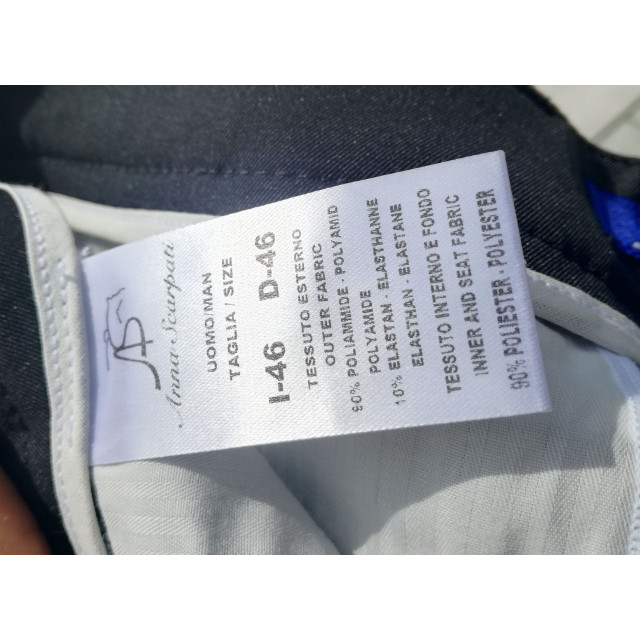 AS
Anna Scarpati
UOMO/MAN
TAGLIA / SIZE
I-46 D-46
TESSUTO ESTERNO
OUTER FABRIC
90% POLIAMMIDE - POLYAMID
POLYAMIDE
10% ELASTAN - ELASTHANNE
ELASTHAN - ELASTANE
TESSUTO INTERNO E FONDO
INNER AND SEAT FABRIC
90% POLIESTER - POLYESTER